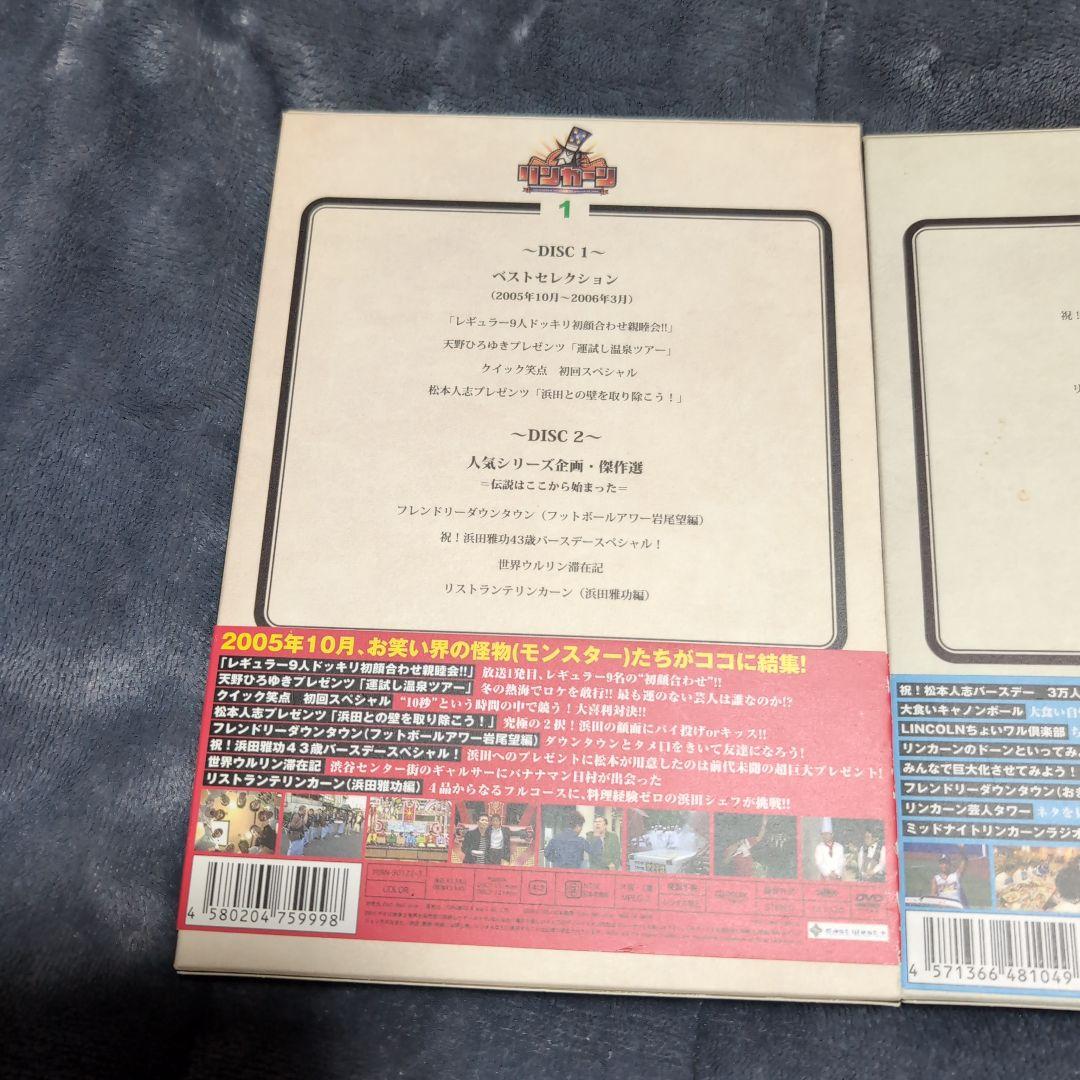 リンカーン
1
～DISC 1～
ベストセレクション
（2005年10月～2006年3月）
「レギュラー9人ドッキリ初顔合わせ親睦会!!」
天野ひろゆきプレゼンツ「運試し温泉ツアー」
クイック笑点　初回スペシャル
松本人志プレゼンツ「浜田との壁を取り除こう！」
～DISC 2～
人気シリーズ企画・傑作選
＝伝説はここから始まった＝
フレンドリーダウンタウン（フットボールアワー岩尾望編）
祝！浜田雅功43歳バースデースペシャル！
世界ウルリン滞在記
リストランテリンカーン（浜田雅功編）
2005年10月、お笑い界の怪物(モンスター)たちがココに結集!
「レギュラー9人ドッキリ初顔合わせ親睦会!!」 放送1発目、レギュラー9名の“初顔合わせ”!!
天野ひろゆきプレゼンツ「運試し温泉ツアー」 冬の熱海でロケを敢行!! 最も運のない芸人は誰なのか!?
クイック笑点　初回スペシャル “10秒”という時間の中で競う！大喜利対決!!
松本人志プレゼンツ「浜田との壁を取り除こう！」 究極の2択！浜田の顔面にパイ投げorキッス!!
フレンドリーダウンタウン(フットボールアワー岩尾望編) ダウンタウンとタメ口をきいて友達になろう!
祝！浜田雅功43歳バースデースペシャル！ 浜田へのプレゼントに松本が用意したのは前代未聞の超巨大プレゼント!
世界ウルリン滞在記 渋谷センター街のギャルサーにバナナマン日村が出会った
リストランテリンカーン(浜田雅功編) 4品からなるフルコースに、料理経験ゼロの浜田シェフが挑戦!!
COLOR
MPEG-2
DVD
4 580204 759998
祝！
リ
祝！松本人志バースデー　3万人
大食いキャノンボール 大食い自
LINCOLNちょいワル倶楽部
リンカーンのドーンといってみ
みんなで巨大化させてみよう！
フレンドリーダウンタウン(お
リンカーン芸人タワー ネタを
ミッドナイトリンカーンラジオ
4 571366 481049